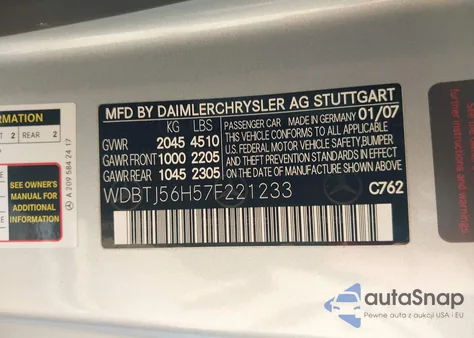 MFD BY DAIMLERCHRYSLER AG STUTTGART
KG LBS
GVWR 2045 4510
GAWR FRONT 1000 2205
GAWR REAR 1045 2305
PASSENGER CAR MADE IN GERMANY 01/07
THIS VEHICLE CONFORMS TO ALL APPLICABLE
U.S. FEDERAL MOTOR VEHICLE SAFETY, BUMPER
AND THEFT PREVENTION STANDARDS IN EFFECT
ON THE DATE OF MANUFACTURE SHOWN ABOVE.
WDBTJ56H57F221233
C762
FORMATION
2 REAR 2
SEE OWNER'S
MANUAL FOR
ADDITIONAL
INFORMATION
A 209 584 24 17
further instructions
autaSnap
Pewne auta z aukcji USA i EU